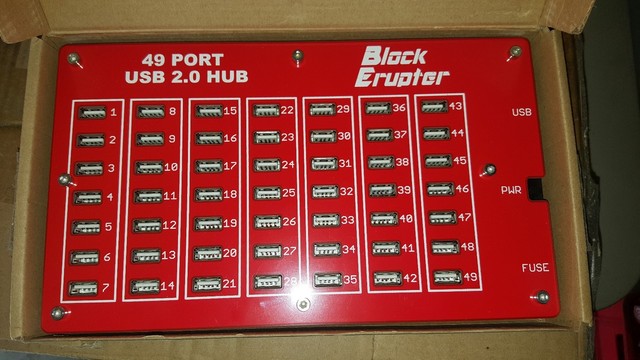 49 PORT
USB 2.0 HUB
Block
Erupter
1 8 15 22 29 36 43
2 9 16 23 30 37 44
3 10 17 24 31 38 45
4 11 18 25 32 39 46
5 12 19 26 33 40 47
6 13 20 27 34 41 48
7 14 21 28 35 42 49
USB
PWR
FUSE